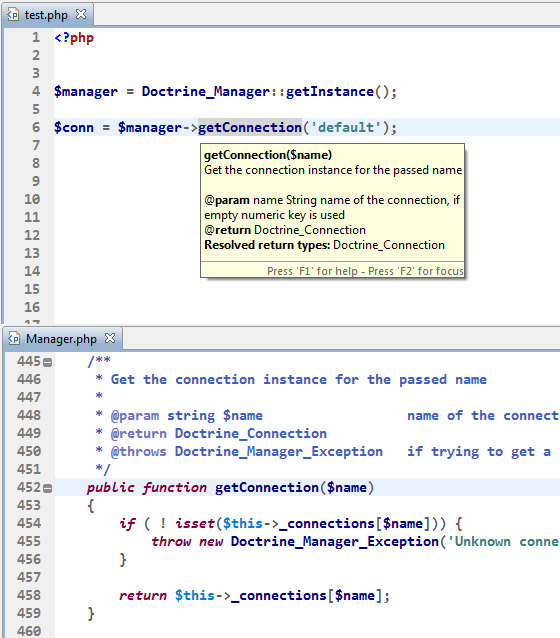 test.php
1 <?php
2
3
4 $manager = Doctrine_Manager::getInstance();
5
6 $conn = $manager->getConnection('default');
7
8
9
10
11
12
13
14
15
16
17
getConnection($name)
Get the connection instance for the passed name
@param name String name of the connection, if
empty numeric key is used
@return Doctrine_Connection
Resolved return types: Doctrine_Connection
Press 'F1' for help - Press 'F2' for focus
Manager.php
445 /**
446 * Get the connection instance for the passed name
447 *
448 * @param string $name name of the connect
449 * @return Doctrine_Connection
450 * @throws Doctrine_Manager_Exception if trying to get a
451 */
452 public function getConnection($name)
453 {
454 if ( ! isset($this->_connections[$name])) {
455 throw new Doctrine_Manager_Exception('Unknown conne
456 }
457
458 return $this->_connections[$name];
459 }
460